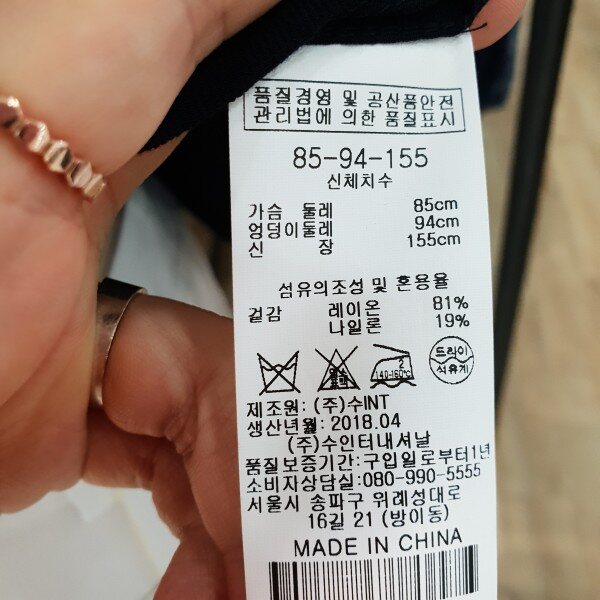 품질경영 및 공산품안전
관리법에 의한 품질표시
85-94-155
신체치수
가슴 둘레 85cm
엉덩이둘레 94cm
신 장 155cm
섬유의조성 및 혼용율
겉감 레이온 81%
나일론 19%
2
140-160℃
드라이
석유계
제조원: (주)수INT
생산년월: 2018.04
(주)수인터내셔날
품질보증기간:구입일로부터1년
소비자상담실:080-990-5555
서울시 송파구 위례성대로
16길 21 (방이동)
MADE IN CHINA